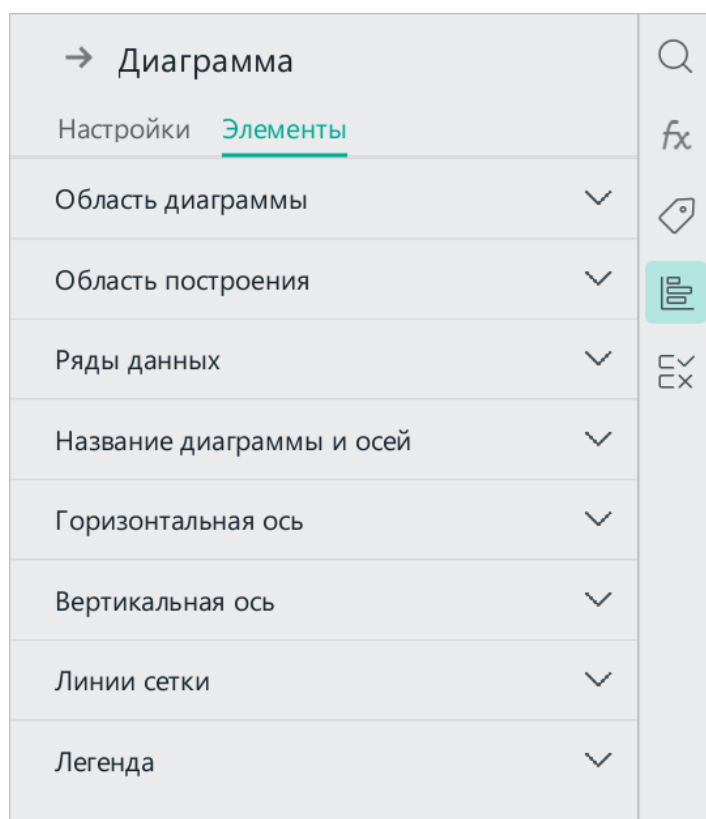 Диаграмма
Настройки Элементы
Область диаграммы
Область построения
Ряды данных
Название диаграммы и осей
Горизонтальная ось
Вертикальная ось
Линии сетки
Легенда
fx